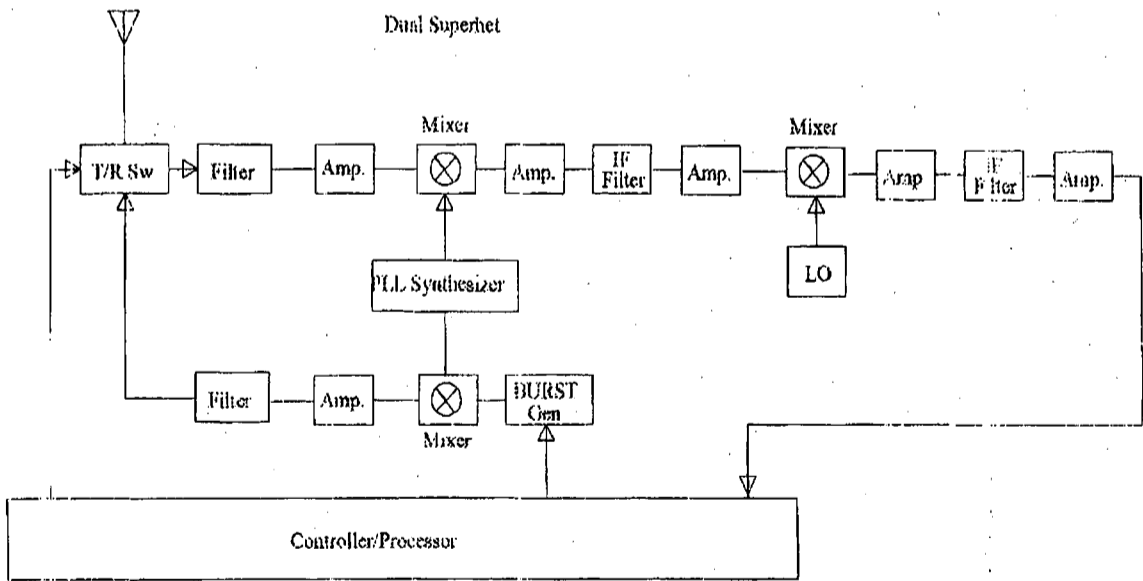 Dual Superhet
Mixer
Mixer
T/R Sw
Filter
Amp.
Amp.
IF
Filter
Amp.
Amp
IF
Filter
Amp.
PLL Synthesizer
LO
Filter
Amp.
BURST
Gen
Mixer
Controller/Processor